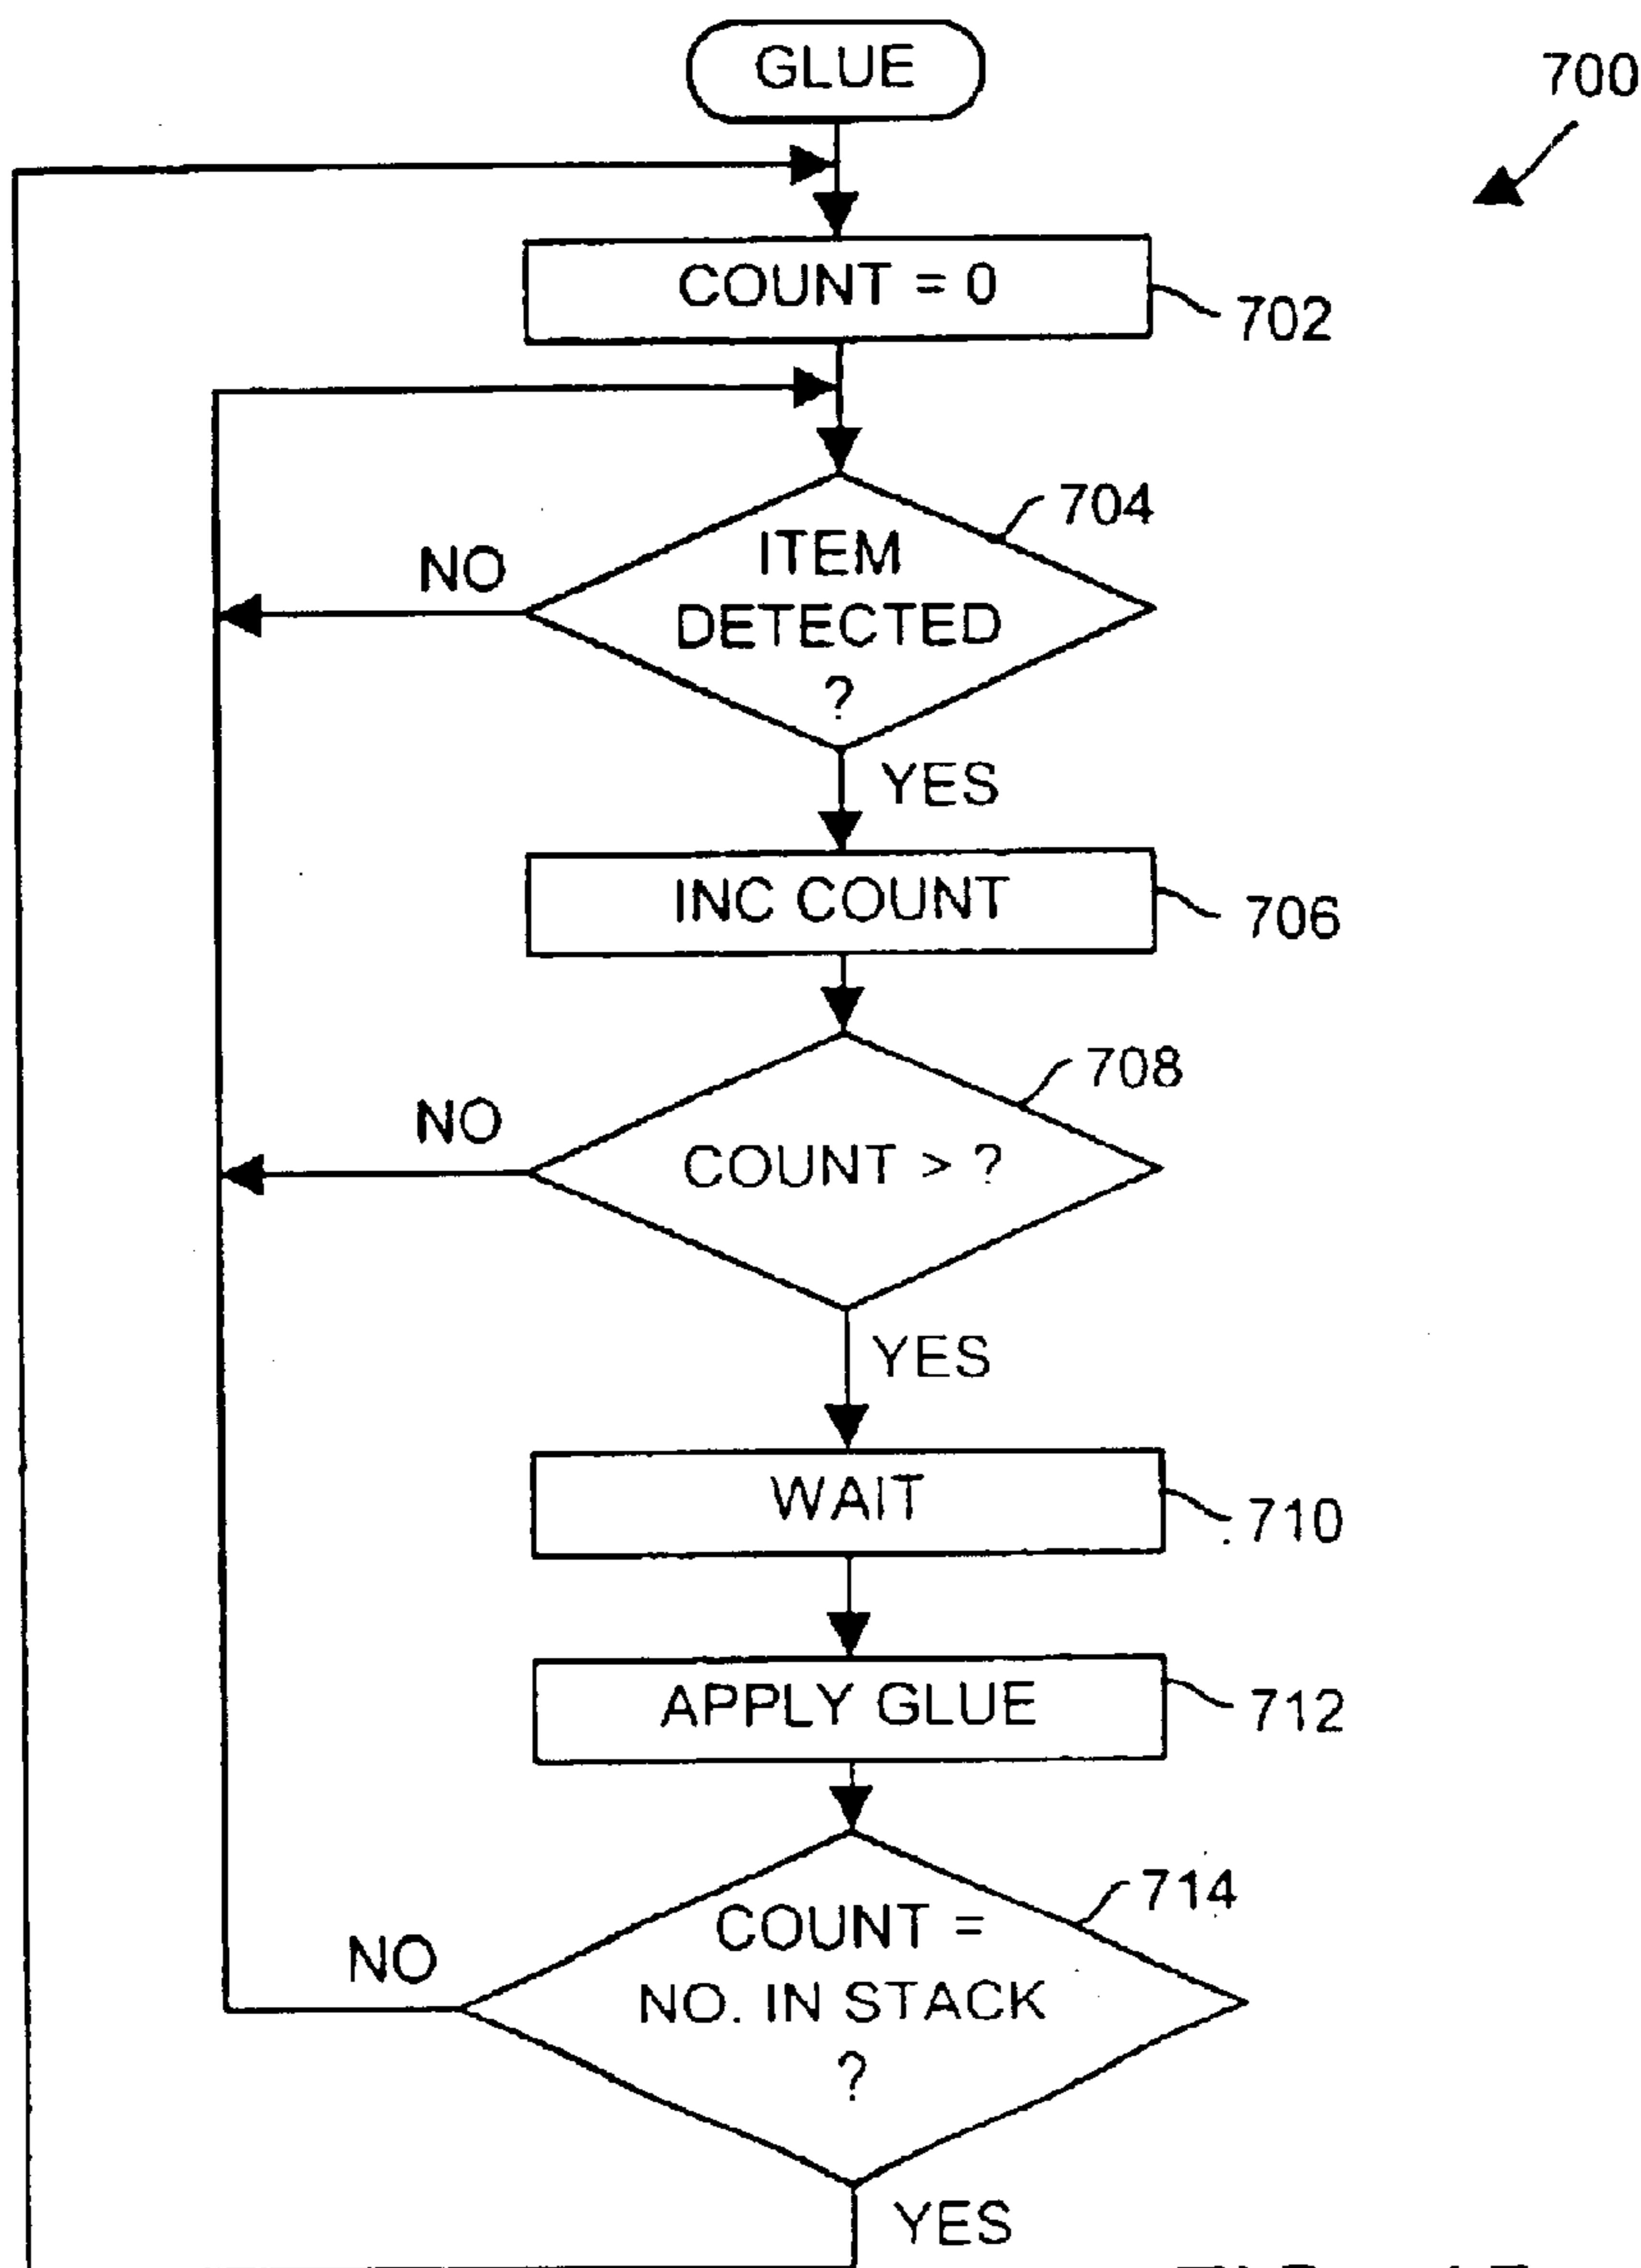 GLUE
700
COUNT = 0
702
704
ITEM
DETECTED
?
NO
YES
INC COUNT
706
708
COUNT > ?
NO
YES
WAIT
710
APPLY GLUE
712
714
COUNT =
NO. IN STACK
?
NO
YES